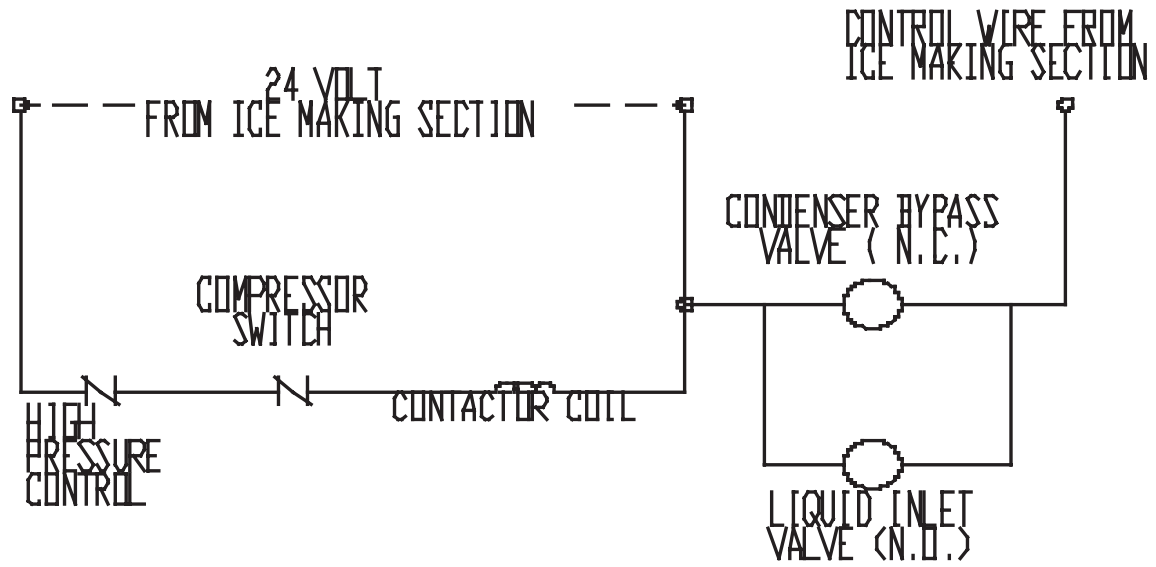 CONTROL WIRE FROM
ICE MAKING SECTION
24 VOLT
FROM ICE MAKING SECTION
CONDENSER BYPASS
VALVE ( N.C.)
COMPRESSOR
SWITCH
CONTACTOR COIL
HIGH
PRESSURE
CONTROL
LIQUID INLET
VALVE (N.O.)